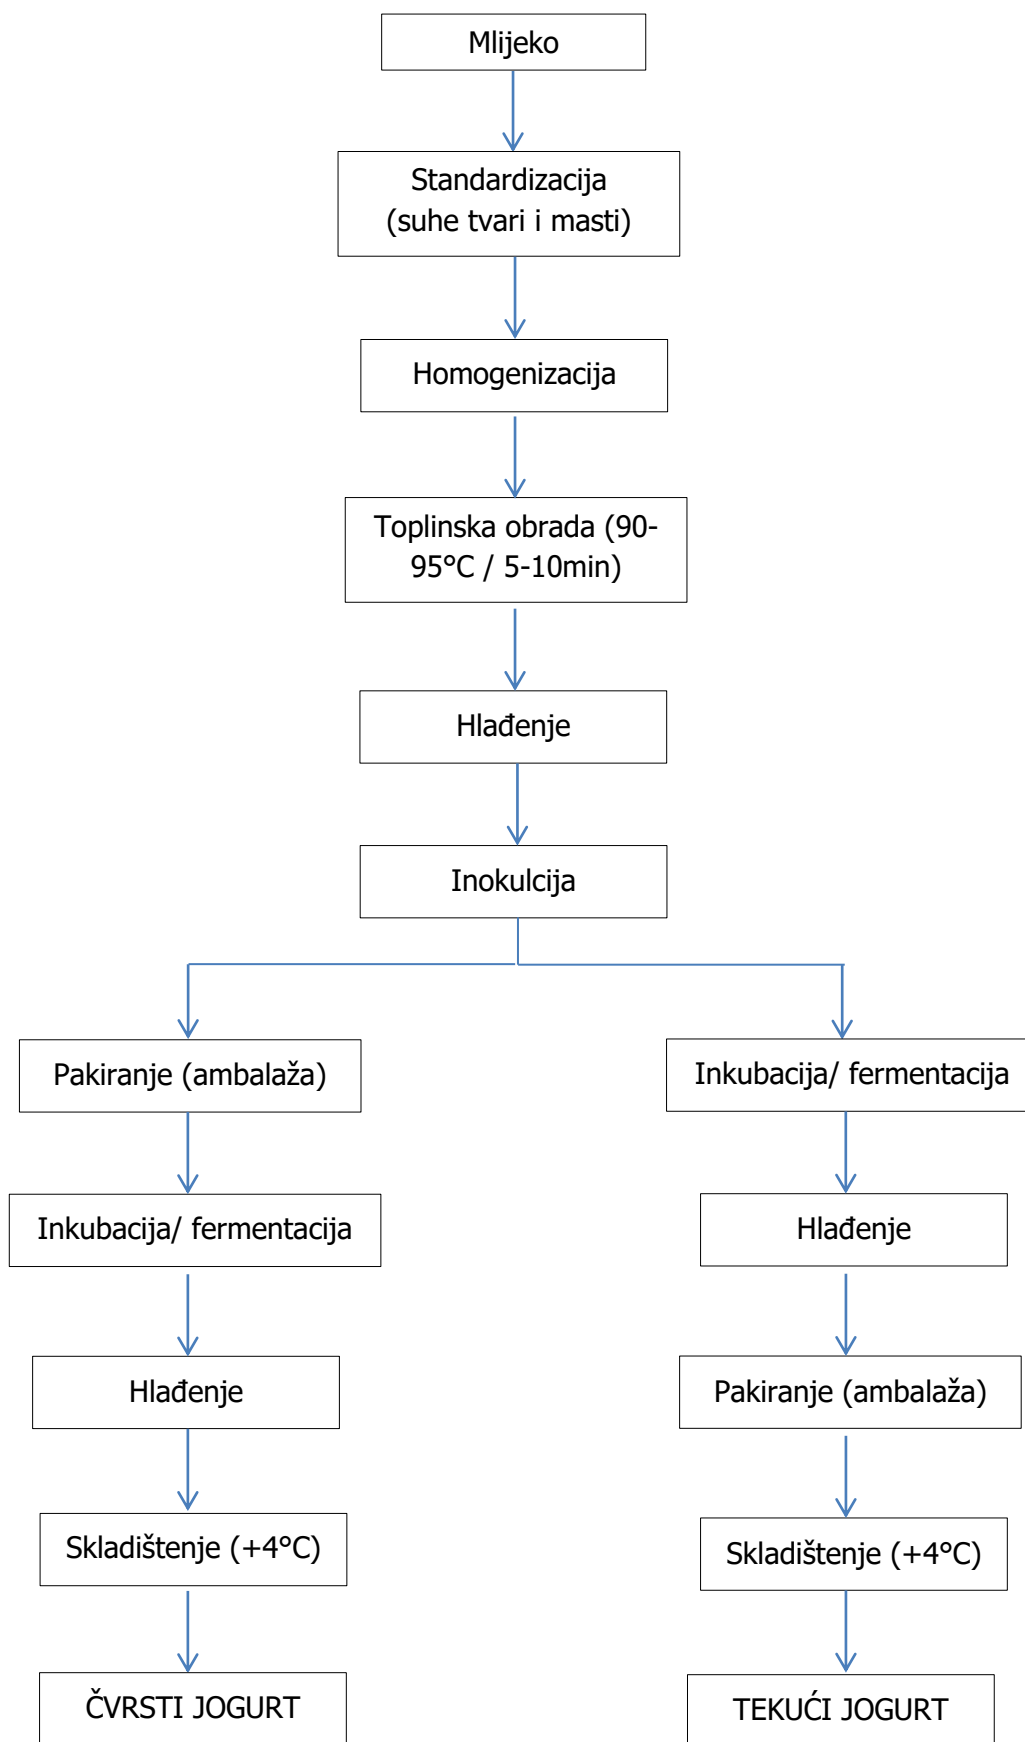 Mlijeko
Standardizacija
(suhe tvari i masti)
Homogenizacija
Toplinska obrada (90-
95°C / 5-10min)
Hlađenje
Inokulcija
Pakiranje (ambalaža)
Inkubacija/ fermentacija
Hlađenje
Skladištenje (+4°C)
ČVRSTI JOGURT
Inkubacija/ fermentacija
Hlađenje
Pakiranje (ambalaža)
Skladištenje (+4°C)
TEKUĆI JOGURT